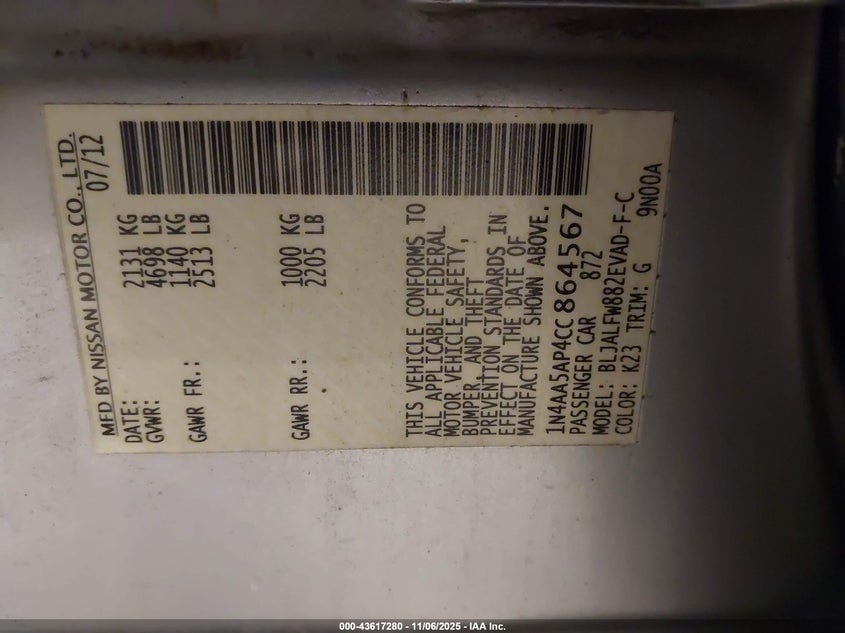 MFD BY NISSAN MOTOR CO., LTD.
DATE: 07/12
GVWR: 2131 KG
4698 LB
GAWR FR.: 1140 KG
2513 LB
GAWR RR.: 1000 KG
2205 LB
THIS VEHICLE CONFORMS TO
ALL APPLICABLE FEDERAL
MOTOR VEHICLE SAFETY,
BUMPER, AND THEFT
PREVENTION STANDARDS IN
EFFECT ON THE DATE OF
MANUFACTURE SHOWN ABOVE.
1N4AA5AP4CC864567
PASSENGER CAR 872
MODEL: BLJALFW882EVAD-F-C
COLOR: K23 TRIM: G 9N00A
000-43617280 - 11/06/2025 - IAA Inc.